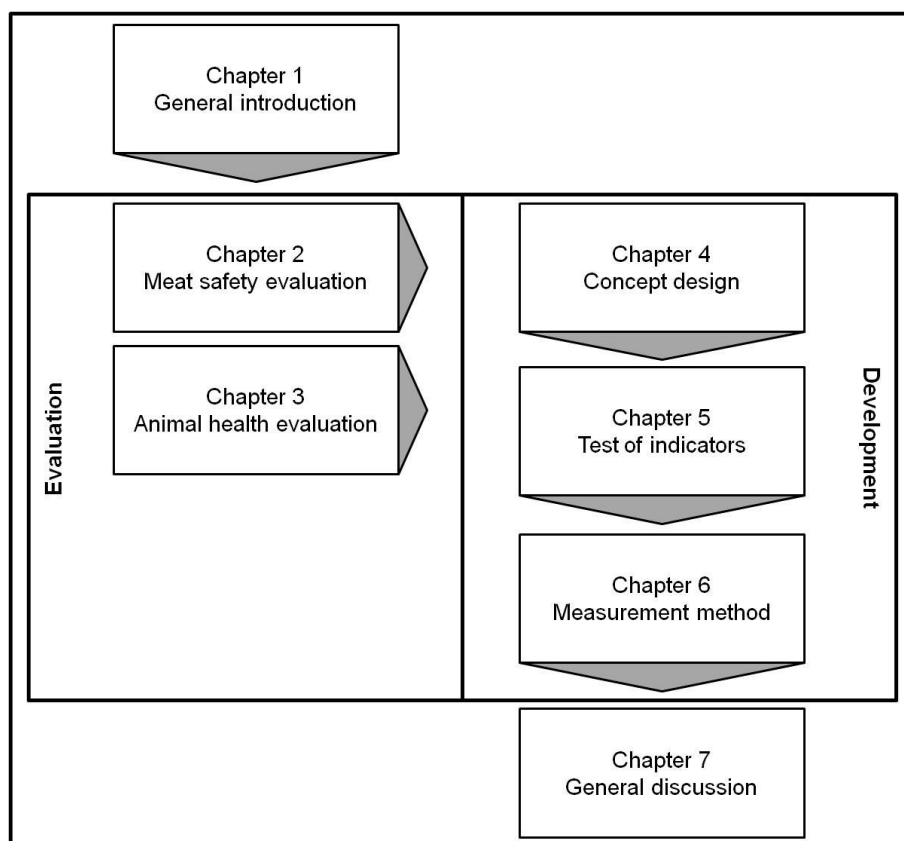 Chapter 1
General introduction
Evaluation
Chapter 2
Meat safety evaluation
Chapter 3
Animal health evaluation
Development
Chapter 4
Concept design
Chapter 5
Test of indicators
Chapter 6
Measurement method
Chapter 7
General discussion